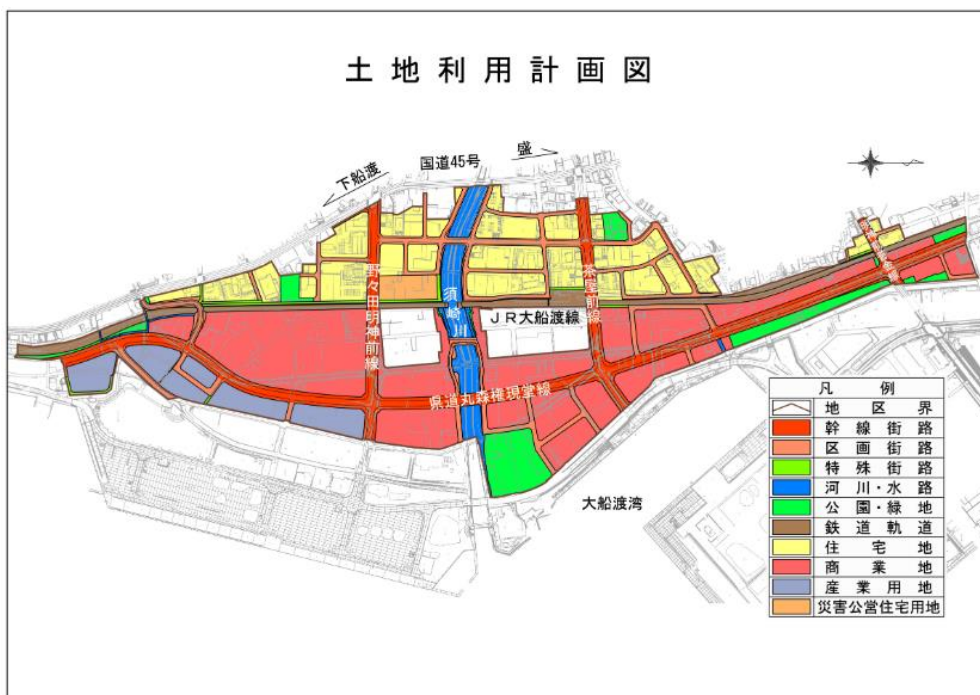 土地利用計画図
国道45号
盛
下船渡
野々田明神前線
須崎川
茶屋前線
JR大船渡線
県道丸森権現堂線
大船渡湾
凡例
地区界
幹線街路
区画街路
特殊街路
河川・水路
公園・緑地
鉄道軌道
住宅地
商業地
産業用地
災害公営住宅用地